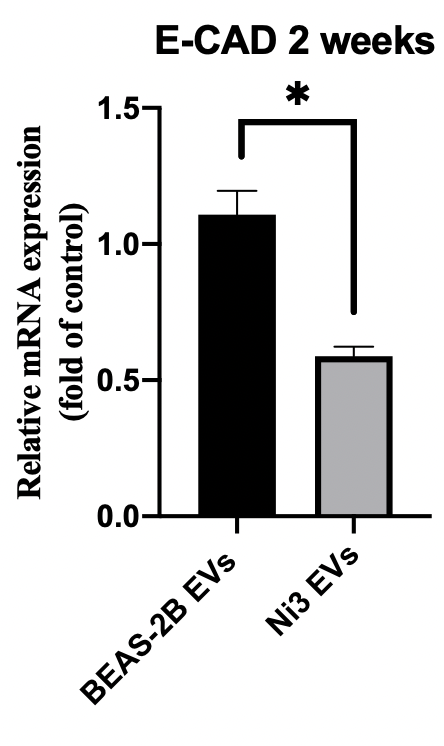 E-CAD 2 weeks
*
Relative mRNA expression
(fold of control)
1.5
1.0
0.5
0.0
BEAS-2B EVs
Ni3 EVs